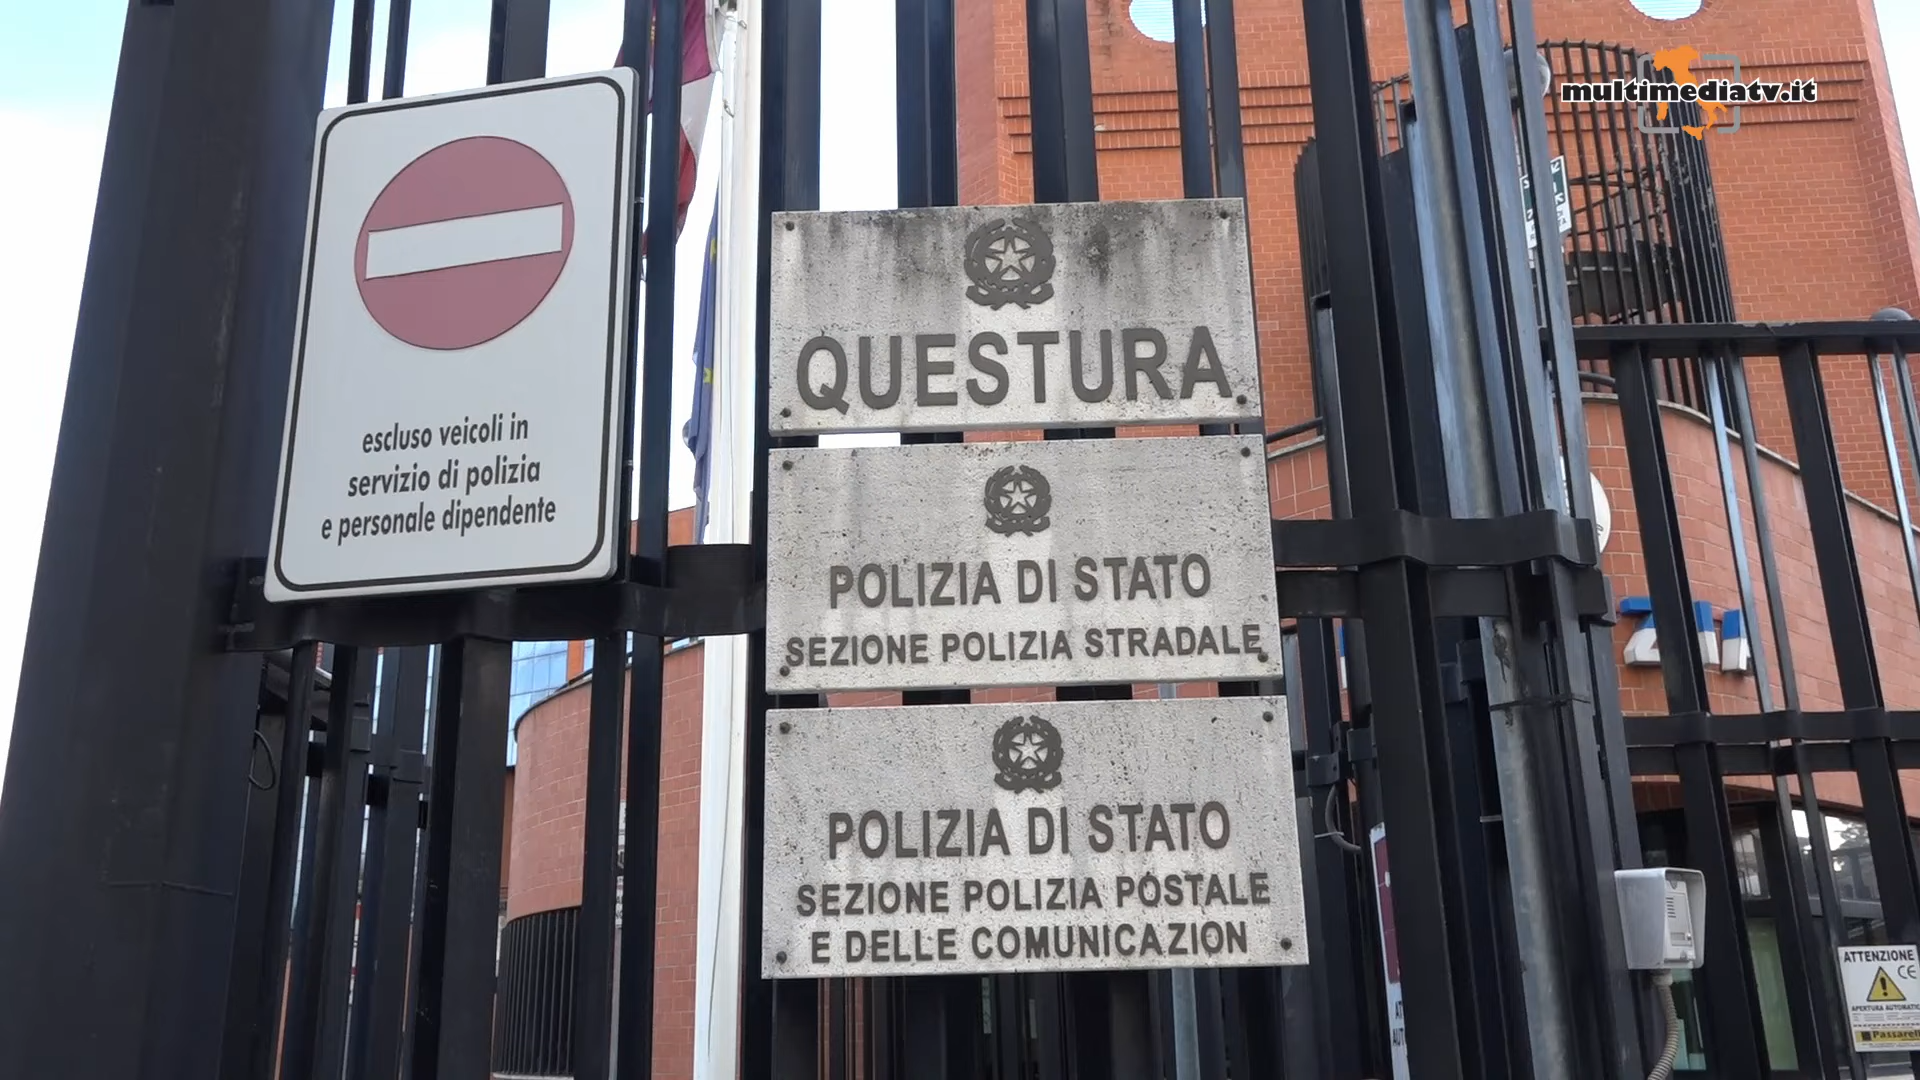 multimediatv.it
escluso veicoli in
servizio di polizia
e personale dipendente
QUESTURA
POLIZIA DI STATO
SEZIONE POLIZIA STRADALE
POLIZIA DI STATO
SEZIONE POLIZIA POSTALE
E DELLE COMUNICAZION
ATTENZIONE
CE